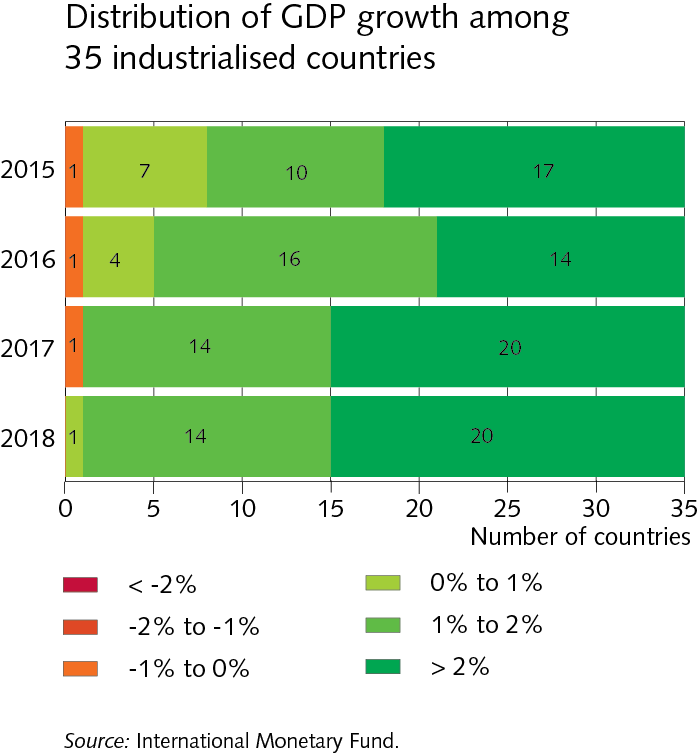 Distribution of GDP growth among
35 industrialised countries
2015 1 7 10 17
2016 1 4 16 14
2017 1 14 20
2018 1 14 20
0 5 10 15 20 25 30 35
Number of countries
< -2%
-2% to -1%
-1% to 0%
0% to 1%
1% to 2%
> 2%
Source: International Monetary Fund.